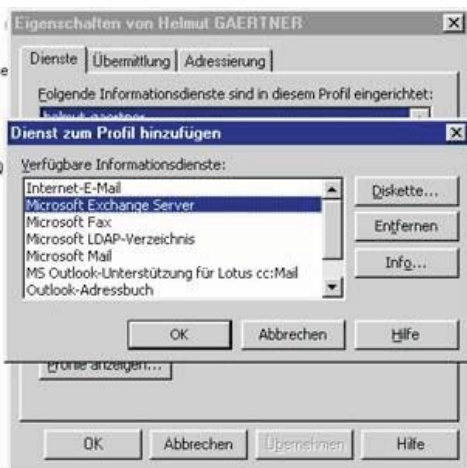 Eigenschaften von Helmut GAERTNER
Dienste Übermittlung Adressierung
Folgende Informationsdienste sind in diesem Profil eingerichtet:
helmut gaertner
Dienst zum Profil hinzufügen
Verfügbare Informationsdienste:
Internet-E-Mail
Microsoft Exchange Server
Microsoft Fax
Microsoft LDAP-Verzeichnis
Microsoft Mail
MS Outlook-Unterstützung für Lotus cc:Mail
Outlook-Adressbuch
Diskette...
Entfernen
Info...
OK Abbrechen Hilfe
Profile anzeigen...
OK Abbrechen Übernehmen Hilfe